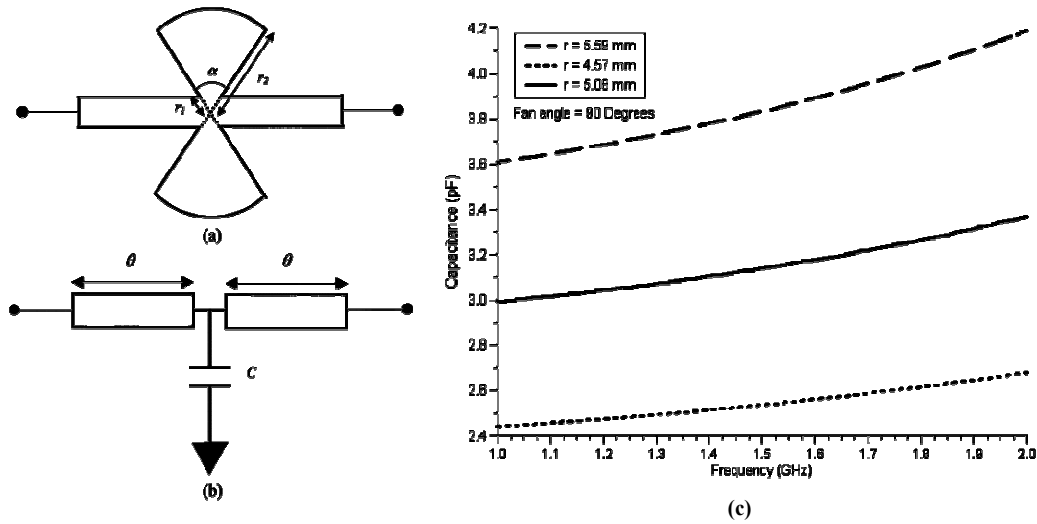 α
r₂
r₁
(a)
θ θ
C
(b)
4.2
4.0
3.8
3.6
3.4
3.2
3.0
2.8
2.6
2.4
Capacitance (pF)
r = 5.59 mm
r = 4.57 mm
r = 5.08 mm
Fan angle = 90 Degrees
1.0 1.1 1.2 1.3 1.4 1.5 1.6 1.7 1.8 1.9 2.0
Frequency (GHz)
(c)